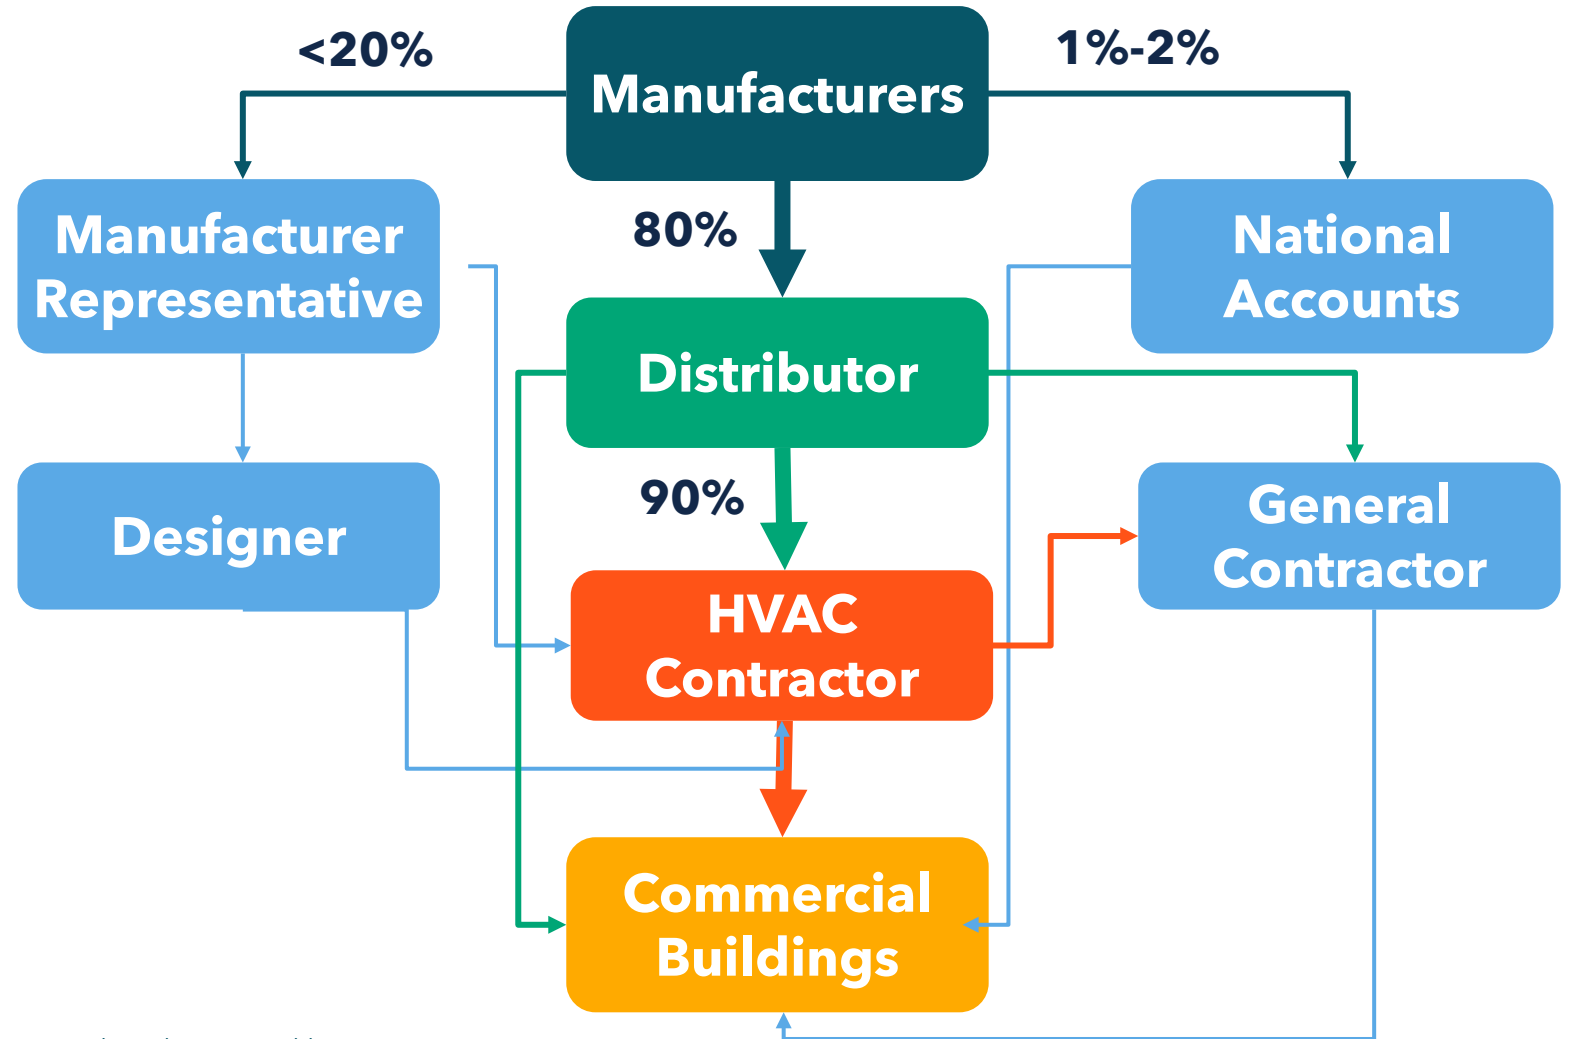 <20%
Manufacturers
1%-2%
Manufacturer
Representative
80%
National
Accounts
Distributor
Designer
90%
General
Contractor
HVAC
Contractor
Commercial
Buildings